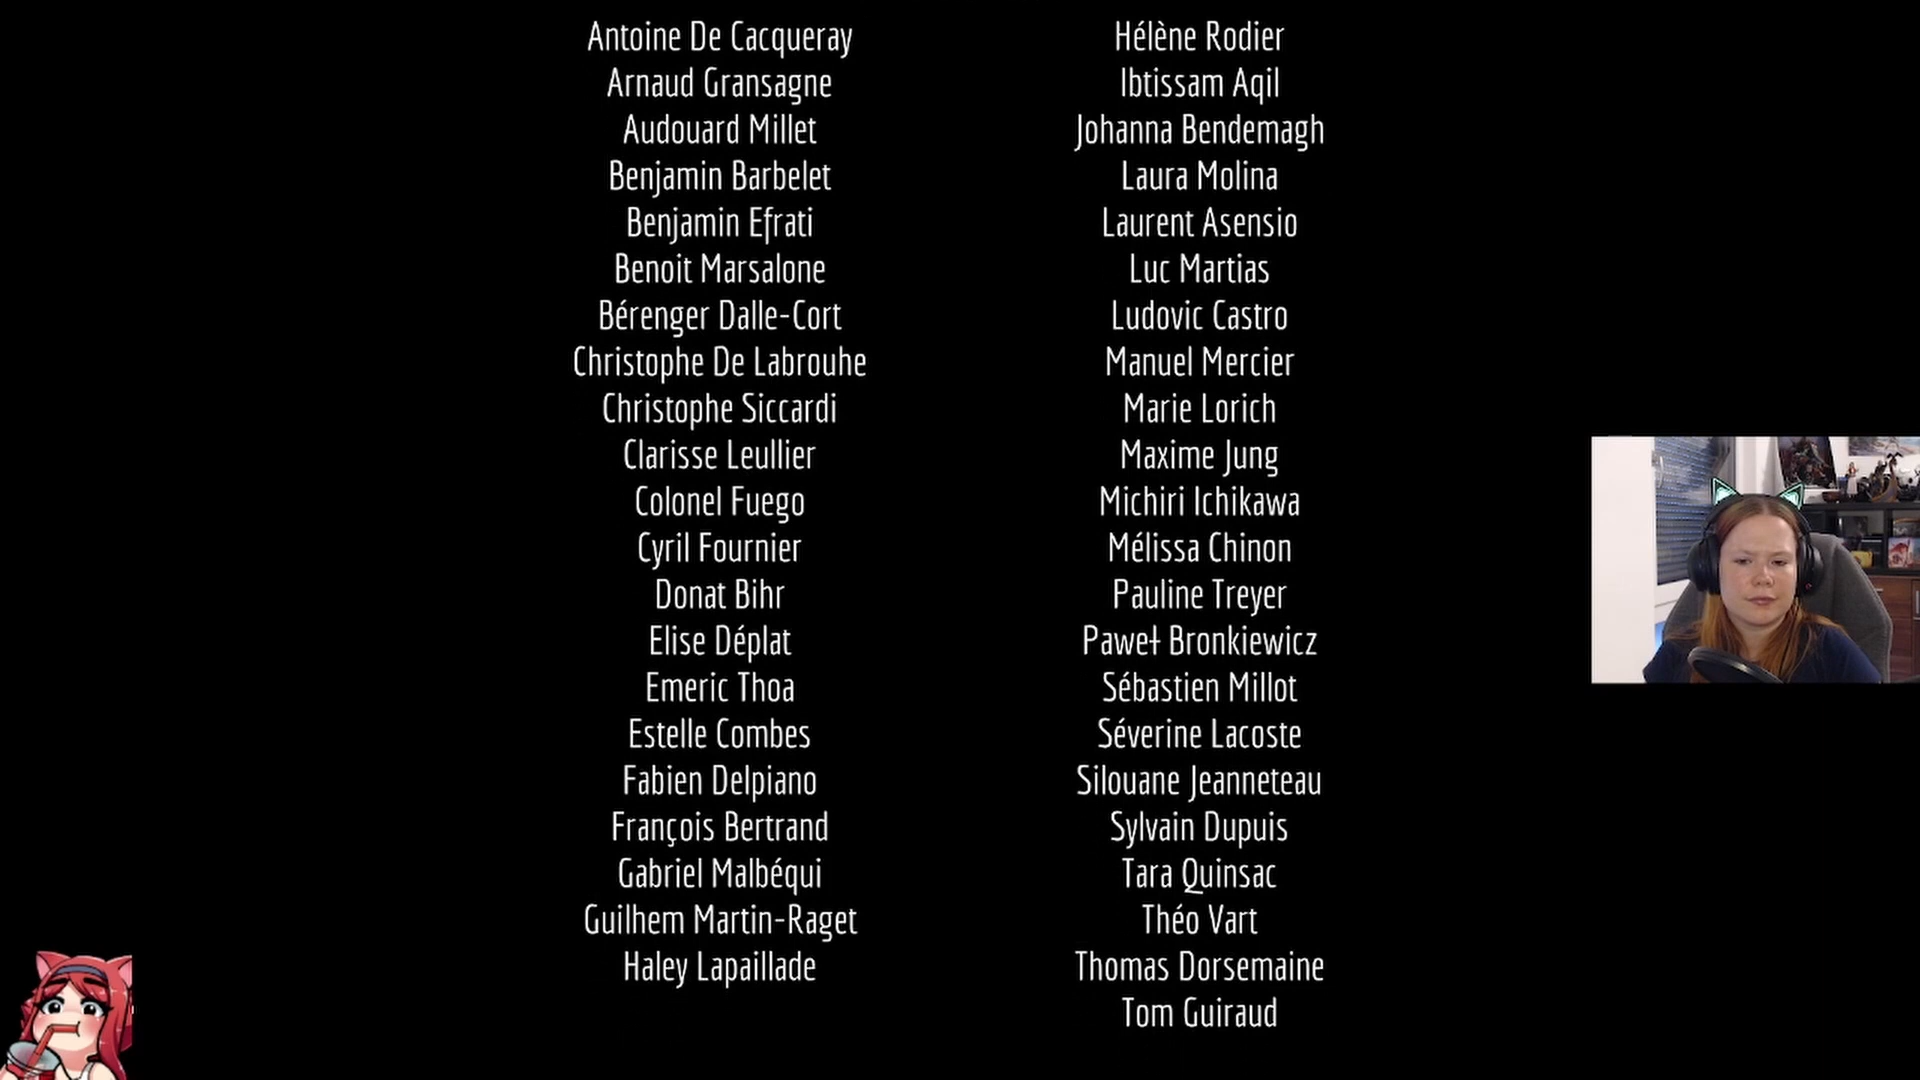 Antoine De Cacqueray
Arnaud Gransagne
Audouard Millet
Benjamin Barbelet
Benjamin Efrati
Benoit Marsalone
Bérenger Dalle-Cort
Christophe De Labrouhe
Christophe Siccardi
Clarisse Leullier
Colonel Fuego
Cyril Fournier
Donat Bihr
Elise Déplat
Emeric Thoa
Estelle Combes
Fabien Delpiano
François Bertrand
Gabriel Malbéqui
Guilhem Martin-Raget
Haley Lapaillade
Hélène Rodier
Ibtissam Aqil
Johanna Bendemagh
Laura Molina
Laurent Asensio
Luc Martias
Ludovic Castro
Manuel Mercier
Marie Lorich
Maxime Jung
Michiri Ichikawa
Mélissa Chinon
Pauline Treyer
Paweł Bronkiewicz
Sébastien Millot
Séverine Lacoste
Silouane Jeanneteau
Sylvain Dupuis
Tara Quinsac
Théo Vart
Thomas Dorsemaine
Tom Guiraud